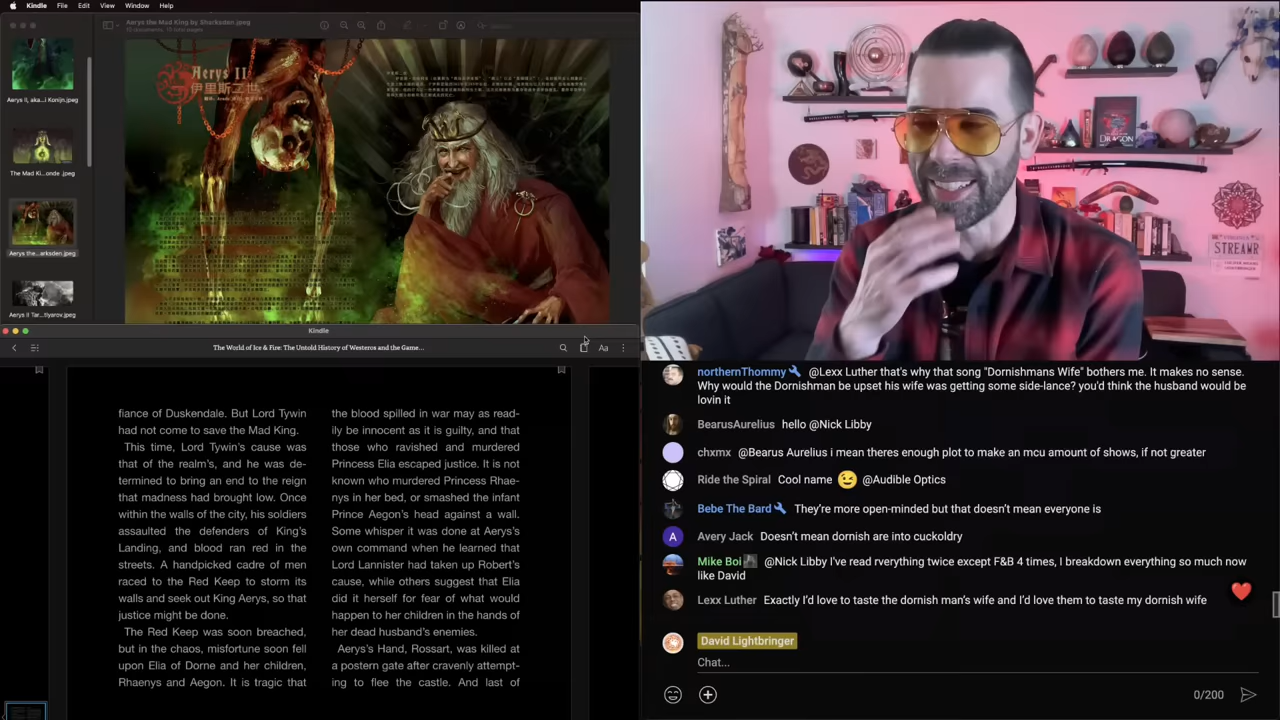 Kindle File Edit View Window Help
Aerys the Mad King by Sharksden.jpeg
Aerys II, aka...i Konijn.jpeg
The Mad Ki...onde .jpeg
Aerys the...arksden.jpeg
Aerys II Tar...tiyarov.jpeg
Aerys II
伊里斯二世
Kindle
The World of Ice & Fire: The Untold History of Westeros and the Game...
Aa
fiance of Duskendale. But Lord Tywin
had not come to save the Mad King.
This time, Lord Tywin's cause was
that of the realm's, and he was de-
termined to bring an end to the reign
that madness had brought low. Once
within the walls of the city, his soldiers
assaulted the defenders of King's
Landing, and blood ran red in the
streets. A handpicked cadre of men
raced to the Red Keep to storm its
walls and seek out King Aerys, so that
justice might be done.
The Red Keep was soon breached,
but in the chaos, misfortune soon fell
upon Elia of Dorne and her children,
Rhaenys and Aegon. It is tragic that
the blood spilled in war may as read-
ily be innocent as it is guilty, and that
those who ravished and murdered
Princess Elia escaped justice. It is not
known who murdered Princess Rhae-
nys in her bed, or smashed the infant
Prince Aegon's head against a wall.
Some whisper it was done at Aerys's
own command when he learned that
Lord Lannister had taken up Robert's
cause, while others suggest that Elia
did it herself for fear of what would
happen to her children in the hands of
her dead husband's enemies.
Aerys's Hand, Rossart, was killed at
a postern gate after cravenly attempt-
ing to flee the castle. And last of
DRAGON
STREAMR
northernThommy @Lexx Luther that's why that song "Dornishmans Wife" bothers me. It makes no sense.
Why would the Dornishman be upset his wife was getting some side-lance? you'd think the husband would be
lovin it
BearusAurelius hello @Nick Libby
chxmx @Bearus Aurelius i mean theres enough plot to make an mcu amount of shows, if not greater
Ride the Spiral Cool name 😉 @Audible Optics
Bebe The Bard They're more open-minded but that doesn't mean everyone is
A Avery Jack Doesn't mean dornish are into cuckoldry
Mike Boi @Nick Libby I've read rverything twice except F&B 4 times, I breakdown everything so much now
like David
Lexx Luther Exactly I'd love to taste the dornish man's wife and I'd love them to taste my dornish wife
David Lightbringer
Chat...
0/200